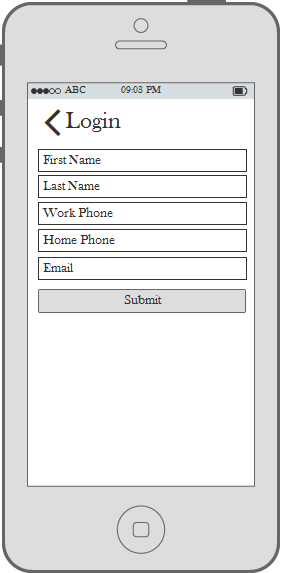 ABC 09:03 PM
Login
First Name
Last Name
Work Phone
Home Phone
Email
Submit